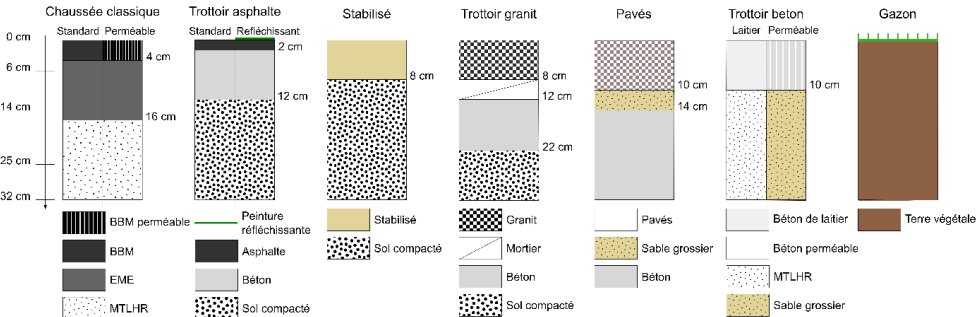 Chaussée classique
Trottoir asphalte
Stabilisé
Trottoir granit
Pavés
Trottoir beton
Gazon
Standard Perméable
Standard Refléchissant
Laitier Perméable
0 cm
6 cm
14 cm
25 cm
32 cm
4 cm
16 cm
2 cm
12 cm
8 cm
8 cm
12 cm
22 cm
10 cm
14 cm
10 cm
BBM perméable
BBM
EME
MTLHR
Peinture
réfléchissante
Asphalte
Béton
Sol compacté
Stabilisé
Sol compacté
Granit
Mortier
Béton
Sol compacté
Pavés
Sable grossier
Béton
Béton de laitier
Béton perméable
MTLHR
Sable grossier
Terre végétale